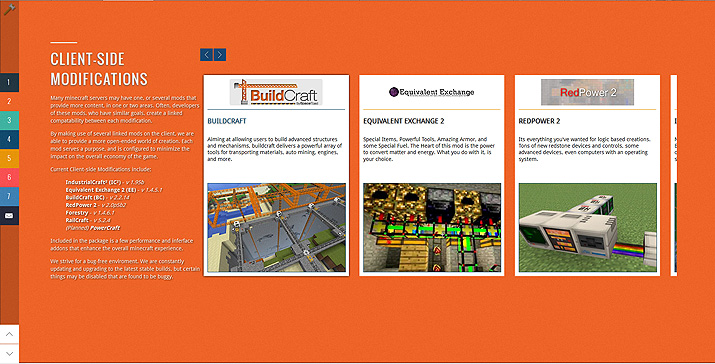 1
2
3
4
5
6
7
CLIENT-SIDE
MODIFICATIONS
Many minecraft servers may have one, or several mods that
provide more content, in one or two areas. Often, developers
of these mods, who have similar goals, create a linked
compatability between each modification.
By making use of several linked mods on the client, we are
able to provide a more open-ended world of creation. Each
mod serves a purpose, and is configured to minimize the
impact on the overall economy of the game.
Current Client-side Modifications include:
IndustrialCraft² (IC²) - v 1.95b
Equivalent Exchange 2 (EE) - v 1.4.5.1
BuildCraft (BC) - v 2.2.14
RedPower 2 - v 2.0pb2
Forestry - v 1.4.6.1
RailCraft - v 5.2.4
(Planned) PowerCraft
Included in the package is a few performance and inteface
addons that enhance the overall minecraft experience.
We strive for a bug-free enviroment. We are constantly
updating and upgrading to the latest stable builds, but certain
things may be disabled that are found to be buggy.
BuildCraft
BUILDCRAFT
Aiming at allowing users to build advanced structures
and mechanisms, buildcraft delivers a powerful array of
tools for transporting materials, auto mining, engines,
and more.
Equivalent Exchange
EQUIVALENT EXCHANGE 2
Special Items, Powerful Tools, Amazing Armor, and
some Special Fuel, The Heart of this mod is the power
to convert matter and energy. What you do with it, is
your choice.
RedPower 2
REDPOWER 2
Its everything you've wanted for logic based creations.
Tons of new redstone devices and controls, some
advanced devices, even computers with an operating
system.